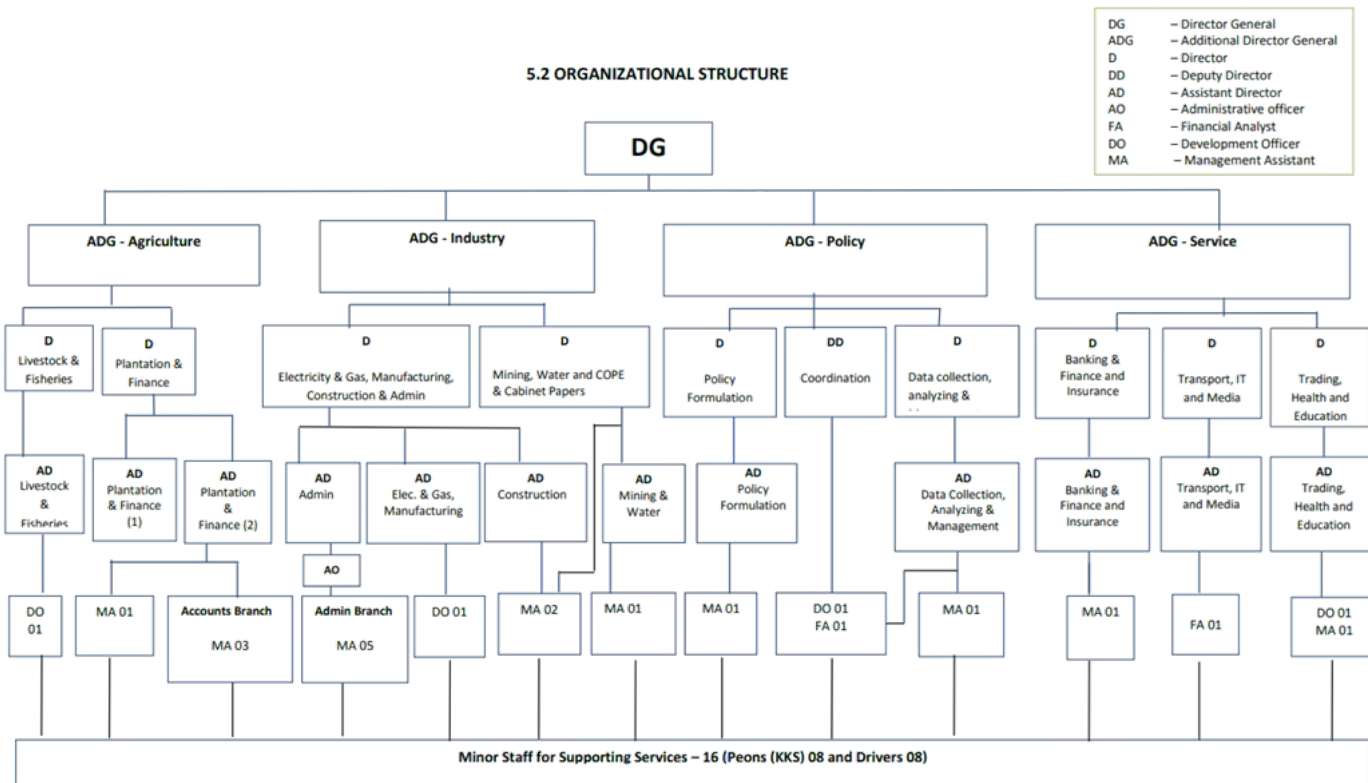 DG – Director General
ADG – Additional Director General
D – Director
DD – Deputy Director
AD – Assistant Director
AO – Administrative officer
FA – Financial Analyst
DO – Development Officer
MA – Management Assistant
5.2 ORGANIZATIONAL STRUCTURE
DG
ADG - Agriculture
ADG - Industry
ADG - Policy
ADG - Service
D
Livestock &
Fisheries
D
Plantation &
Finance
D
Electricity & Gas, Manufacturing,
Construction & Admin
D
Mining, Water and COPE
& Cabinet Papers
D
Policy
Formulation
DD
Coordination
D
Data collection,
analyzing &
D
Banking &
Finance and
Insurance
D
Transport, IT
and Media
D
Trading,
Health and
Education
AD
Livestock
&
Fisheries
AD
Plantation
& Finance
(1)
AD
Plantation
&
Finance (2)
AD
Admin
AD
Elec. & Gas,
Manufacturing
AD
Construction
AD
Mining &
Water
AD
Policy
Formulation
AD
Data Collection,
Analyzing &
Management
AD
Banking &
Finance and
Insurance
AD
Transport, IT
and Media
AD
Trading,
Health and
Education
AO
DO
01
MA 01
Accounts Branch
MA 03
Admin Branch
MA 05
DO 01
MA 02
MA 01
MA 01
DO 01
FA 01
MA 01
MA 01
FA 01
DO 01
MA 01
Minor Staff for Supporting Services – 16 (Peons (KKS) 08 and Drivers 08)